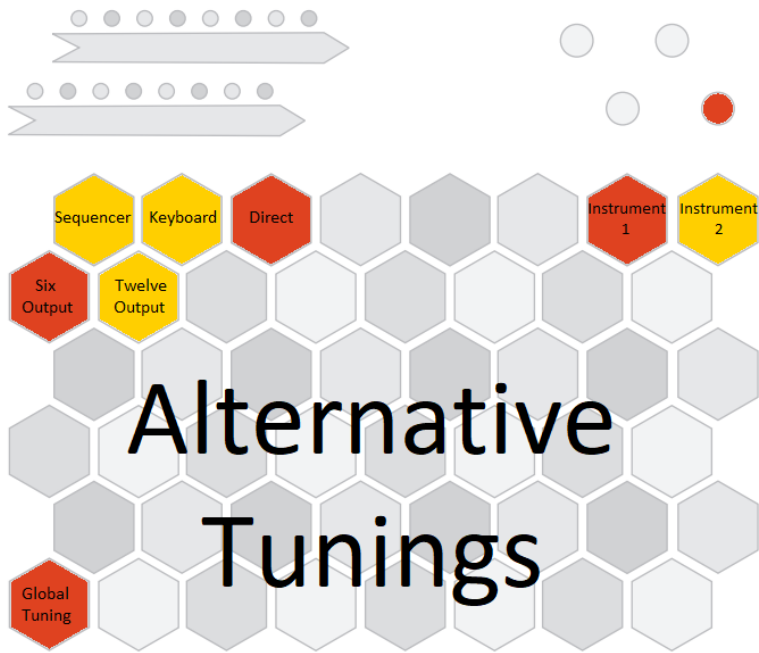 Sequencer
Keyboard
Direct
Instrument
1
Instrument
2
Six
Output
Twelve
Output
Alternative
Tunings
Global
Tuning